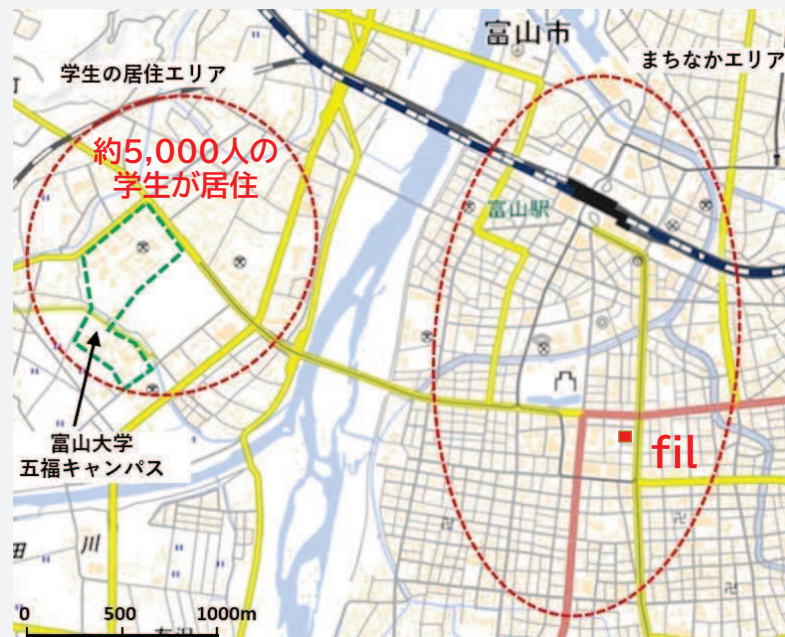 富山市
学生の居住エリア
まちなかエリア
約5,000人の
学生が居住
富山駅
fil
富山大学
五福キャンパス
川
0 500 1000m